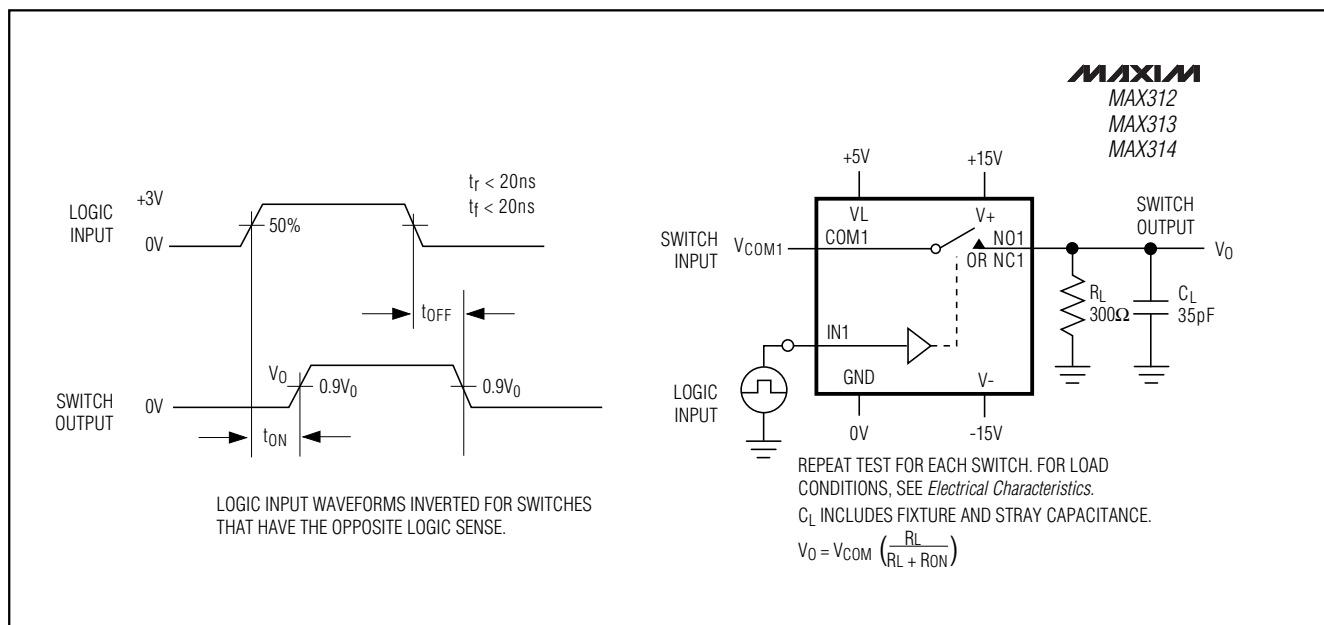 MAXIM
MAX312
MAX313
MAX314
LOGIC
INPUT
+3V
0V
50%
tr < 20ns
tf < 20ns
tOFF
SWITCH
OUTPUT
VO
0V
0.9V0
0.9V0
tON
LOGIC INPUT WAVEFORMS INVERTED FOR SWITCHES
THAT HAVE THE OPPOSITE LOGIC SENSE.
+5V
+15V
VL
V+
SWITCH
INPUT
VCOM1
COM1
NO1
OR NC1
SWITCH
OUTPUT
VO
RL
300Ω
CL
35pF
IN1
LOGIC
INPUT
GND
V-
0V
-15V
REPEAT TEST FOR EACH SWITCH. FOR LOAD
CONDITIONS, SEE Electrical Characteristics.
CL INCLUDES FIXTURE AND STRAY CAPACITANCE.
VO = VCOM (RL / RL + RON)